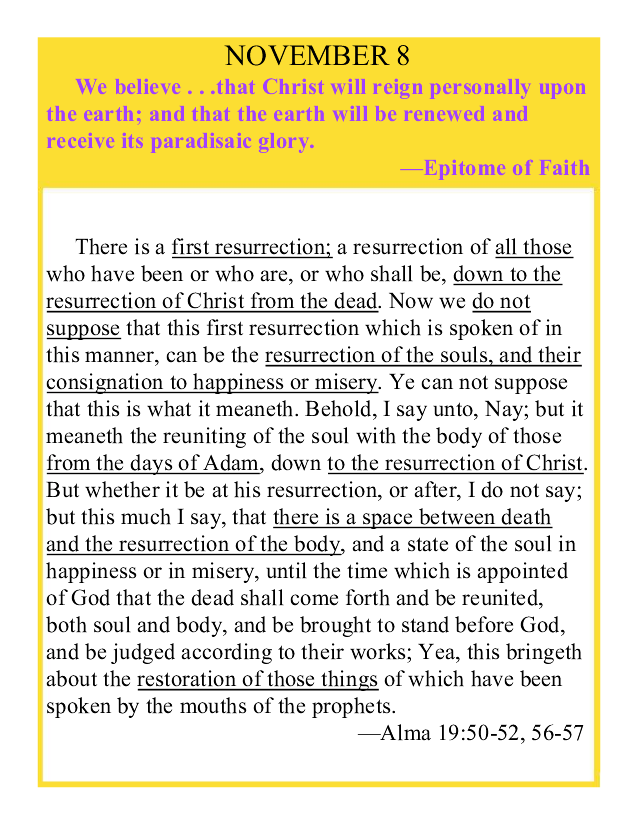 NOVEMBER 8
We believe . . .that Christ will reign personally upon
the earth; and that the earth will be renewed and
receive its paradisaic glory.
—Epitome of Faith
There is a first resurrection; a resurrection of all those
who have been or who are, or who shall be, down to the
resurrection of Christ from the dead. Now we do not
suppose that this first resurrection which is spoken of in
this manner, can be the resurrection of the souls, and their
consignation to happiness or misery. Ye can not suppose
that this is what it meaneth. Behold, I say unto, Nay; but it
meaneth the reuniting of the soul with the body of those
from the days of Adam, down to the resurrection of Christ.
But whether it be at his resurrection, or after, I do not say;
but this much I say, that there is a space between death
and the resurrection of the body, and a state of the soul in
happiness or in misery, until the time which is appointed
of God that the dead shall come forth and be reunited,
both soul and body, and be brought to stand before God,
and be judged according to their works; Yea, this bringeth
about the restoration of those things of which have been
spoken by the mouths of the prophets.
—Alma 19:50-52, 56-57